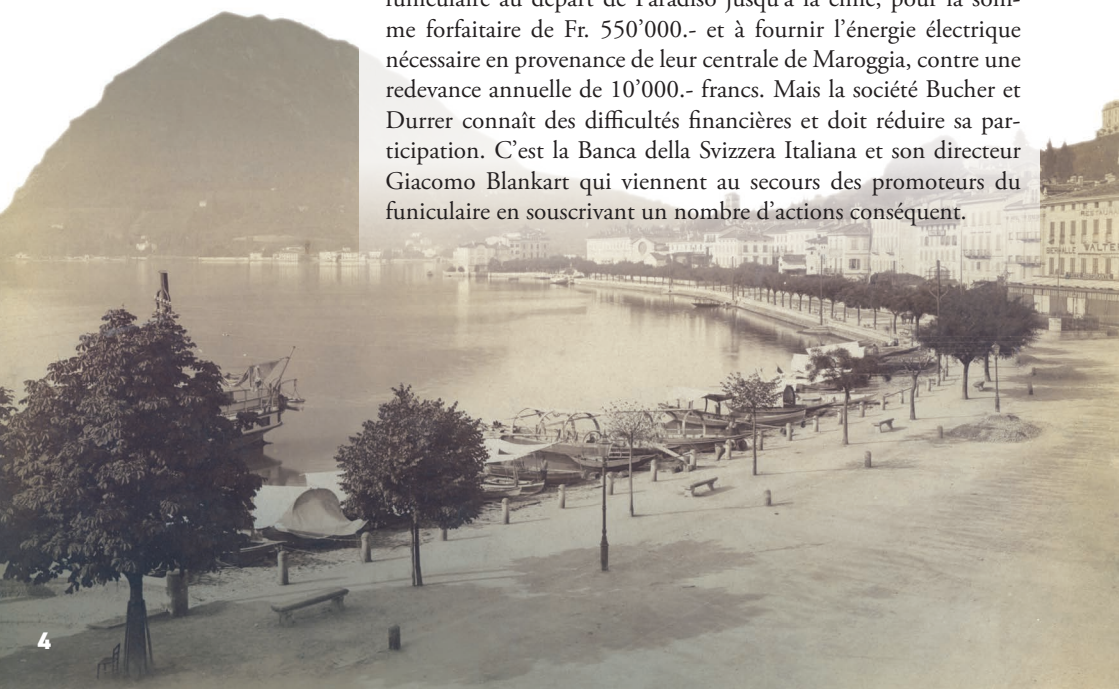 funiculaire au départ de Paradiso jusqu'à la cime, pour la som-
me forfaitaire de Fr. 550'000.- et à fournir l'énergie électrique
nécessaire en provenance de leur centrale de Maroggia, contre une
redevance annuelle de 10'000.- francs. Mais la société Bucher et
Durrer connaît des difficultés financières et doit réduire sa par-
ticipation. C'est la Banca della Svizzera Italiana et son directeur
Giacomo Blankart qui viennent au secours des promoteurs du
funiculaire en souscrivant un nombre d'actions conséquent.
4